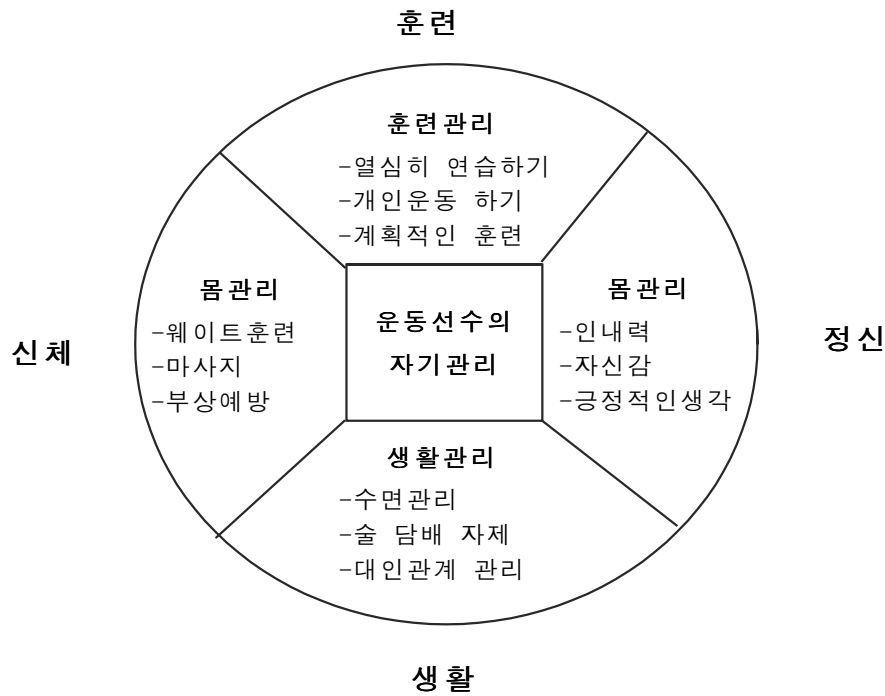 훈련
훈련관리
-열심히 연습하기
-개인운동 하기
-계획적인 훈련
신체
몸관리
-웨이트훈련
-마사지
-부상예방
운동선수의
자기관리
몸관리
-인내력
-자신감
-긍정적인생각
정신
생활관리
-수면관리
-술 담배 자제
-대인관계 관리
생활